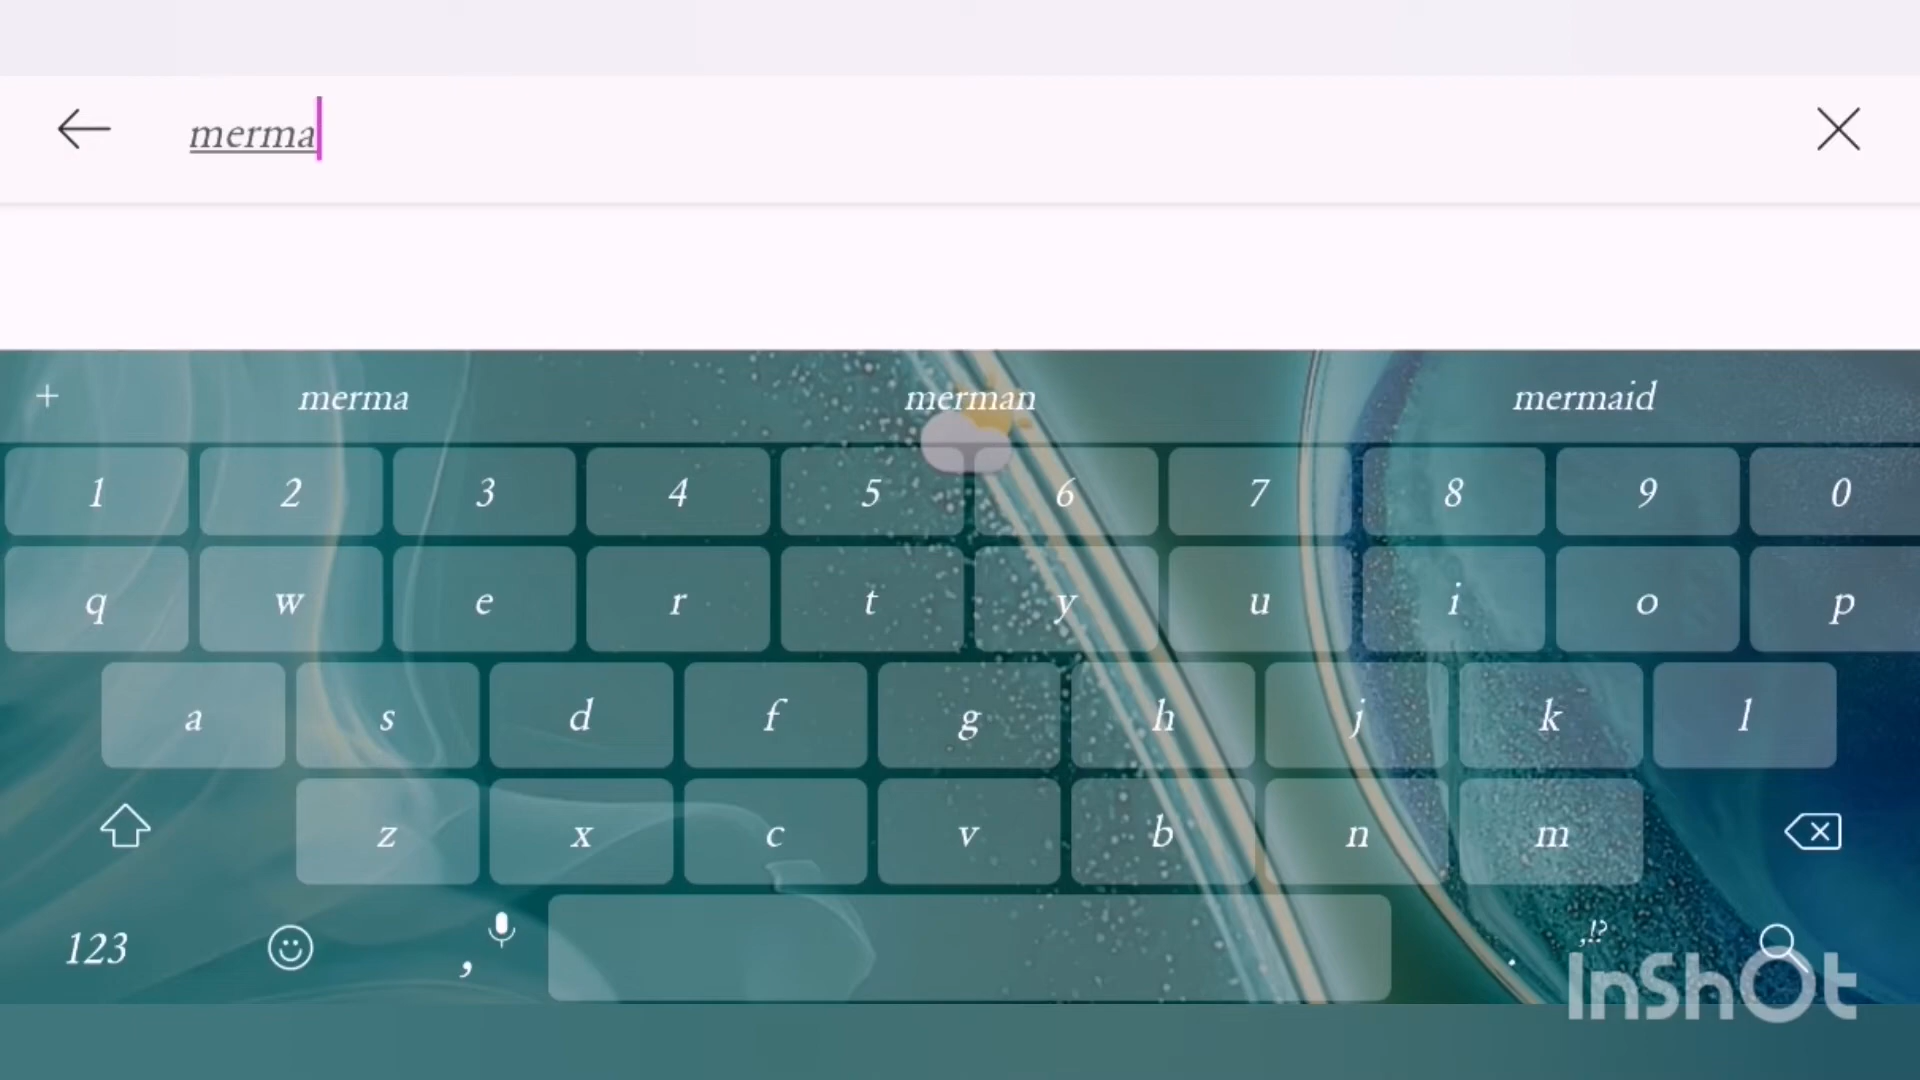 merma
merma merman mermaid
1 2 3 4 5 6 7 8 9 0
q w e r t y u i o p
a s d f g h j k l
z x c v b n m
123 , . ,!?
InShOt